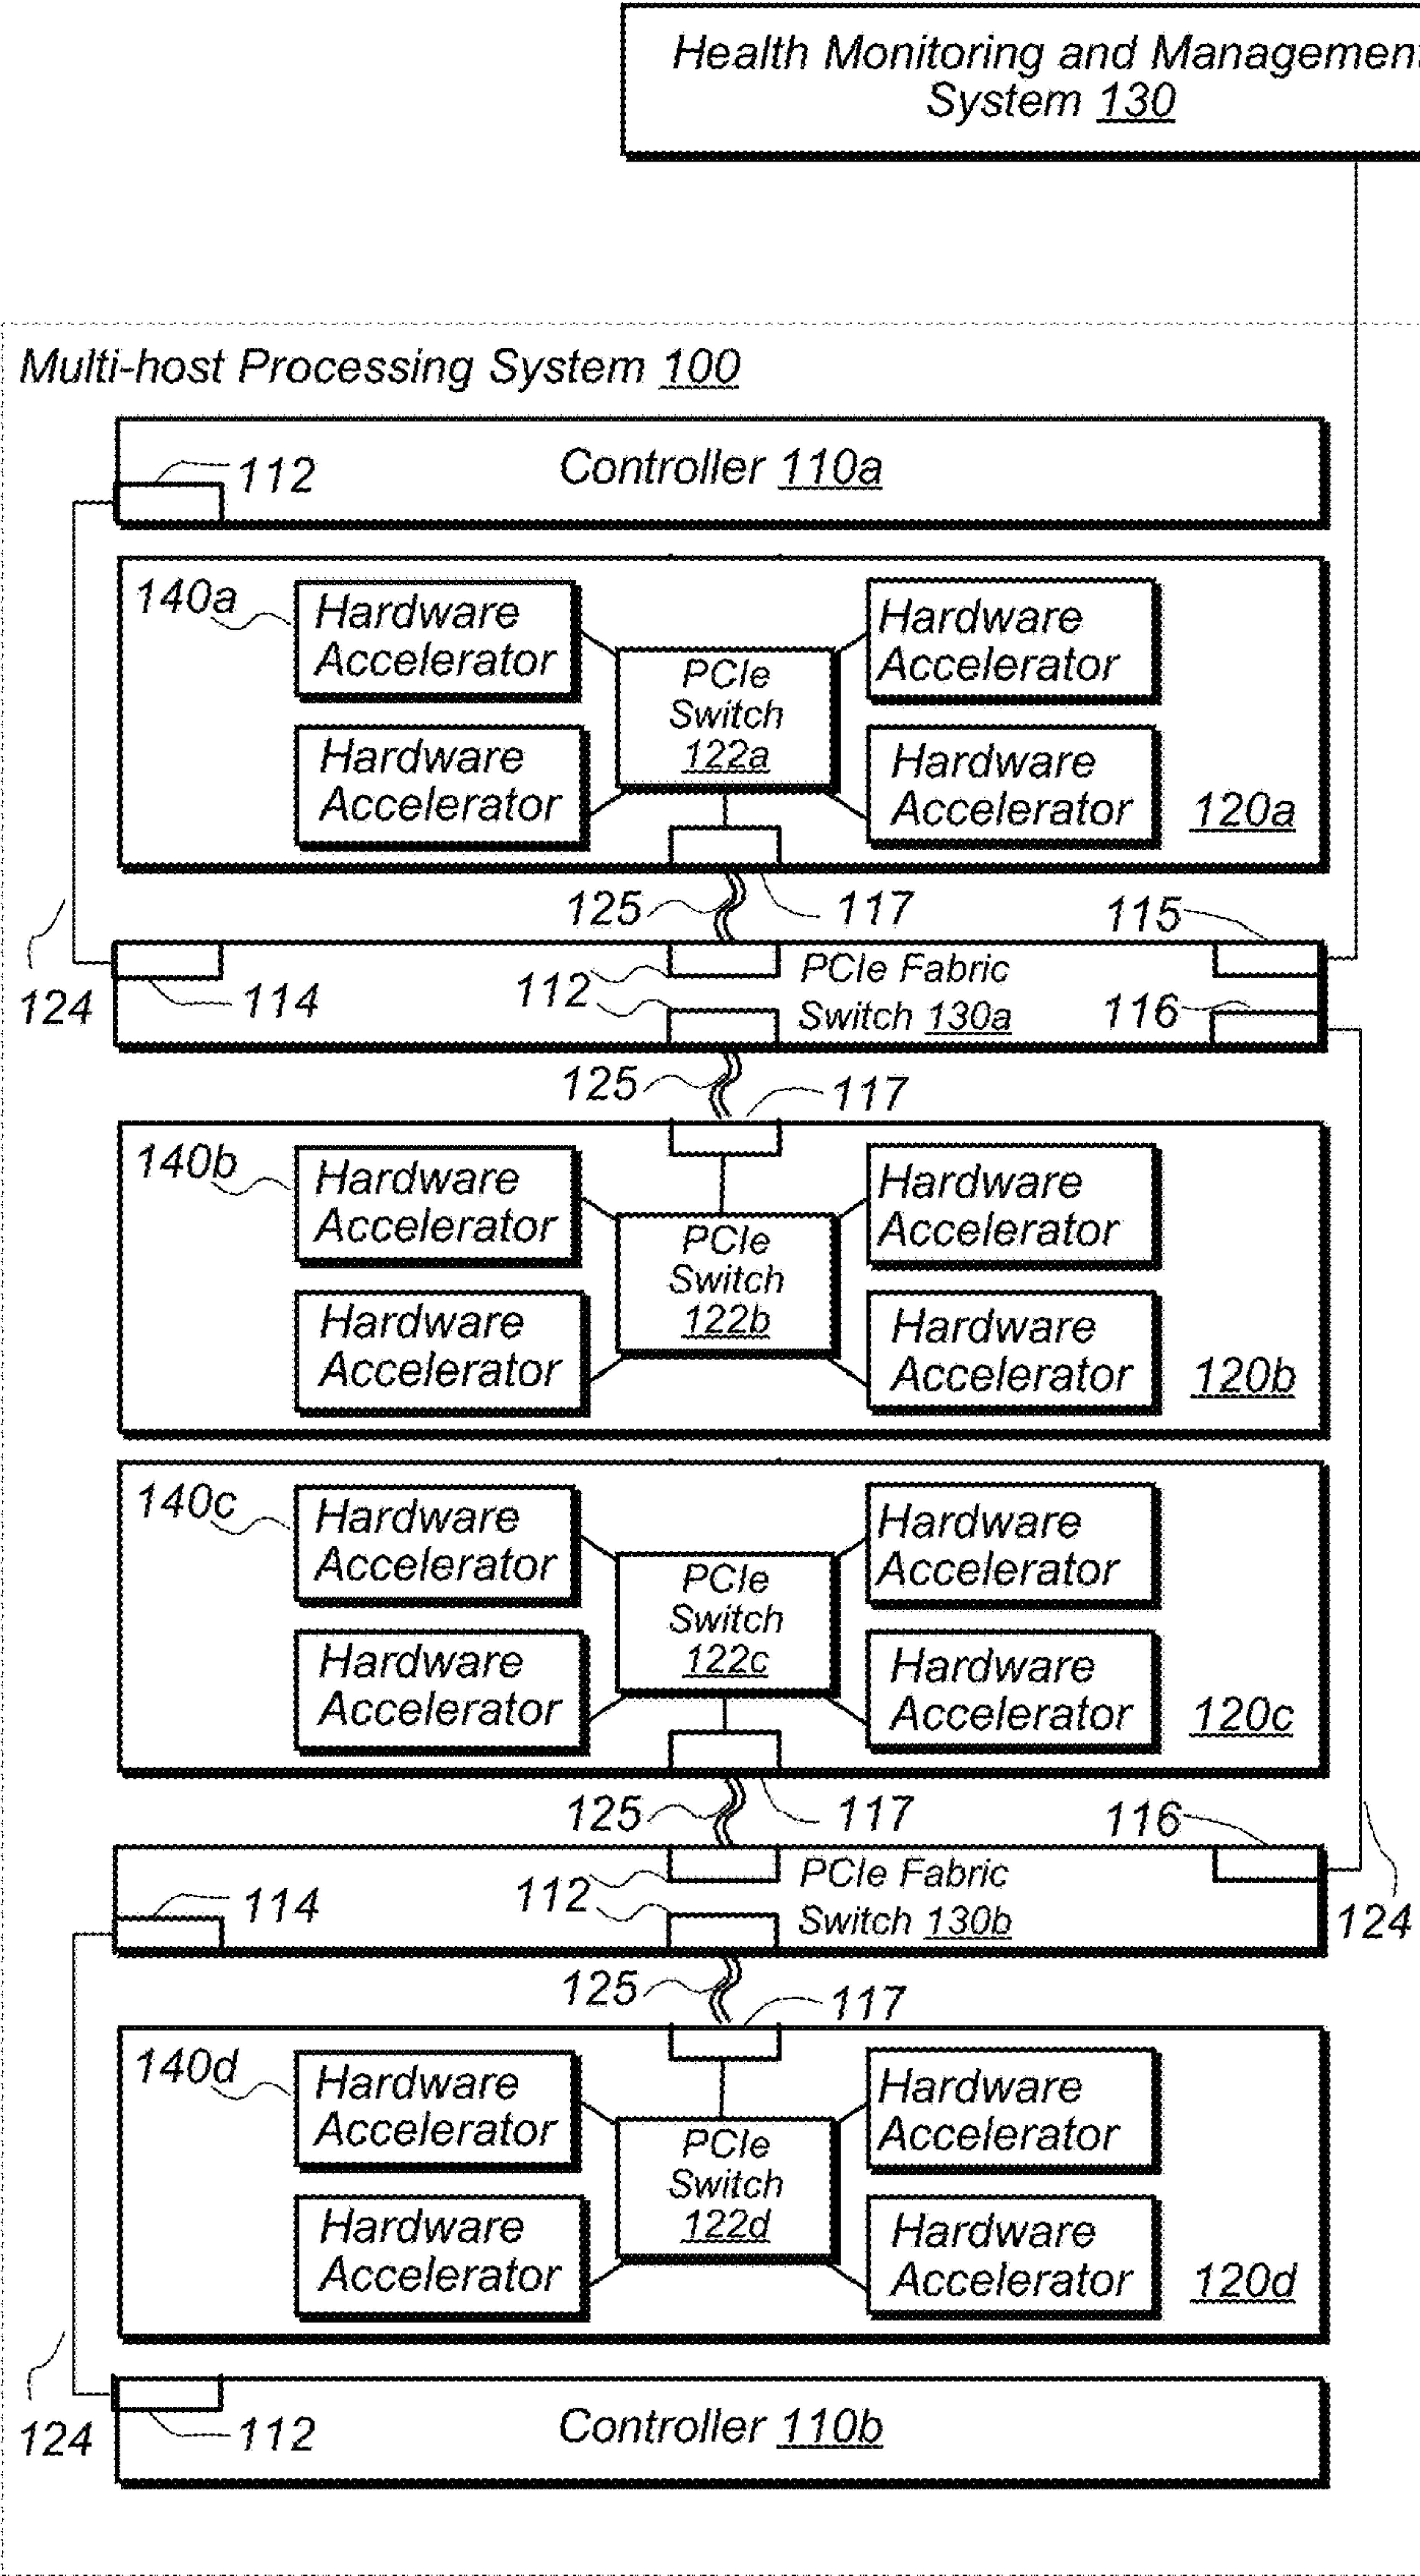 Health Monitoring and Management
System 130
Multi-host Processing System 100
112
Controller 110a
140a
Hardware
Accelerator
Hardware
Accelerator
PCIe
Switch
122a
Hardware
Accelerator
Hardware
Accelerator
120a
125
117
115
124
114
112
PCIe Fabric
Switch 130a
116
125
117
140b
Hardware
Accelerator
Hardware
Accelerator
PCIe
Switch
122b
Hardware
Accelerator
Hardware
Accelerator
120b
140c
Hardware
Accelerator
Hardware
Accelerator
PCIe
Switch
122c
Hardware
Accelerator
Hardware
Accelerator
120c
125
117
116
114
112
PCIe Fabric
Switch 130b
124
125
117
140d
Hardware
Accelerator
Hardware
Accelerator
PCIe
Switch
122d
Hardware
Accelerator
Hardware
Accelerator
120d
124
112
Controller 110b